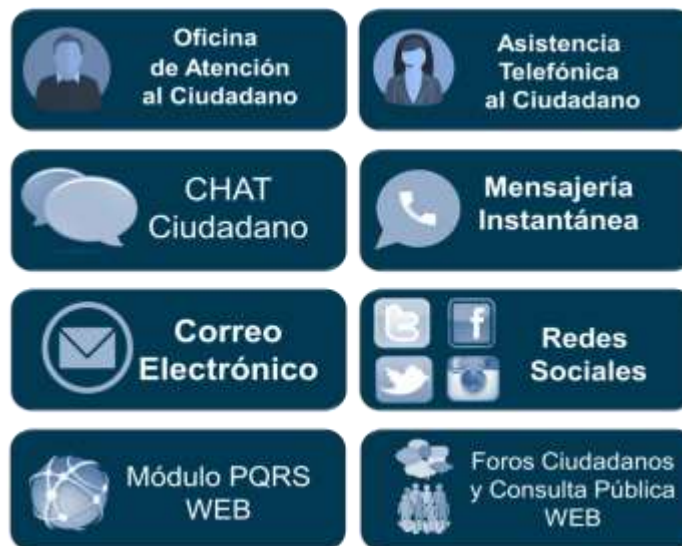 Oficina
de Atención
al Ciudadano
Asistencia
Telefónica
al Ciudadano
CHAT
Ciudadano
Mensajería
Instantánea
Correo
Electrónico
Redes
Sociales
Módulo PQRS
WEB
Foros Ciudadanos
y Consulta Pública
WEB